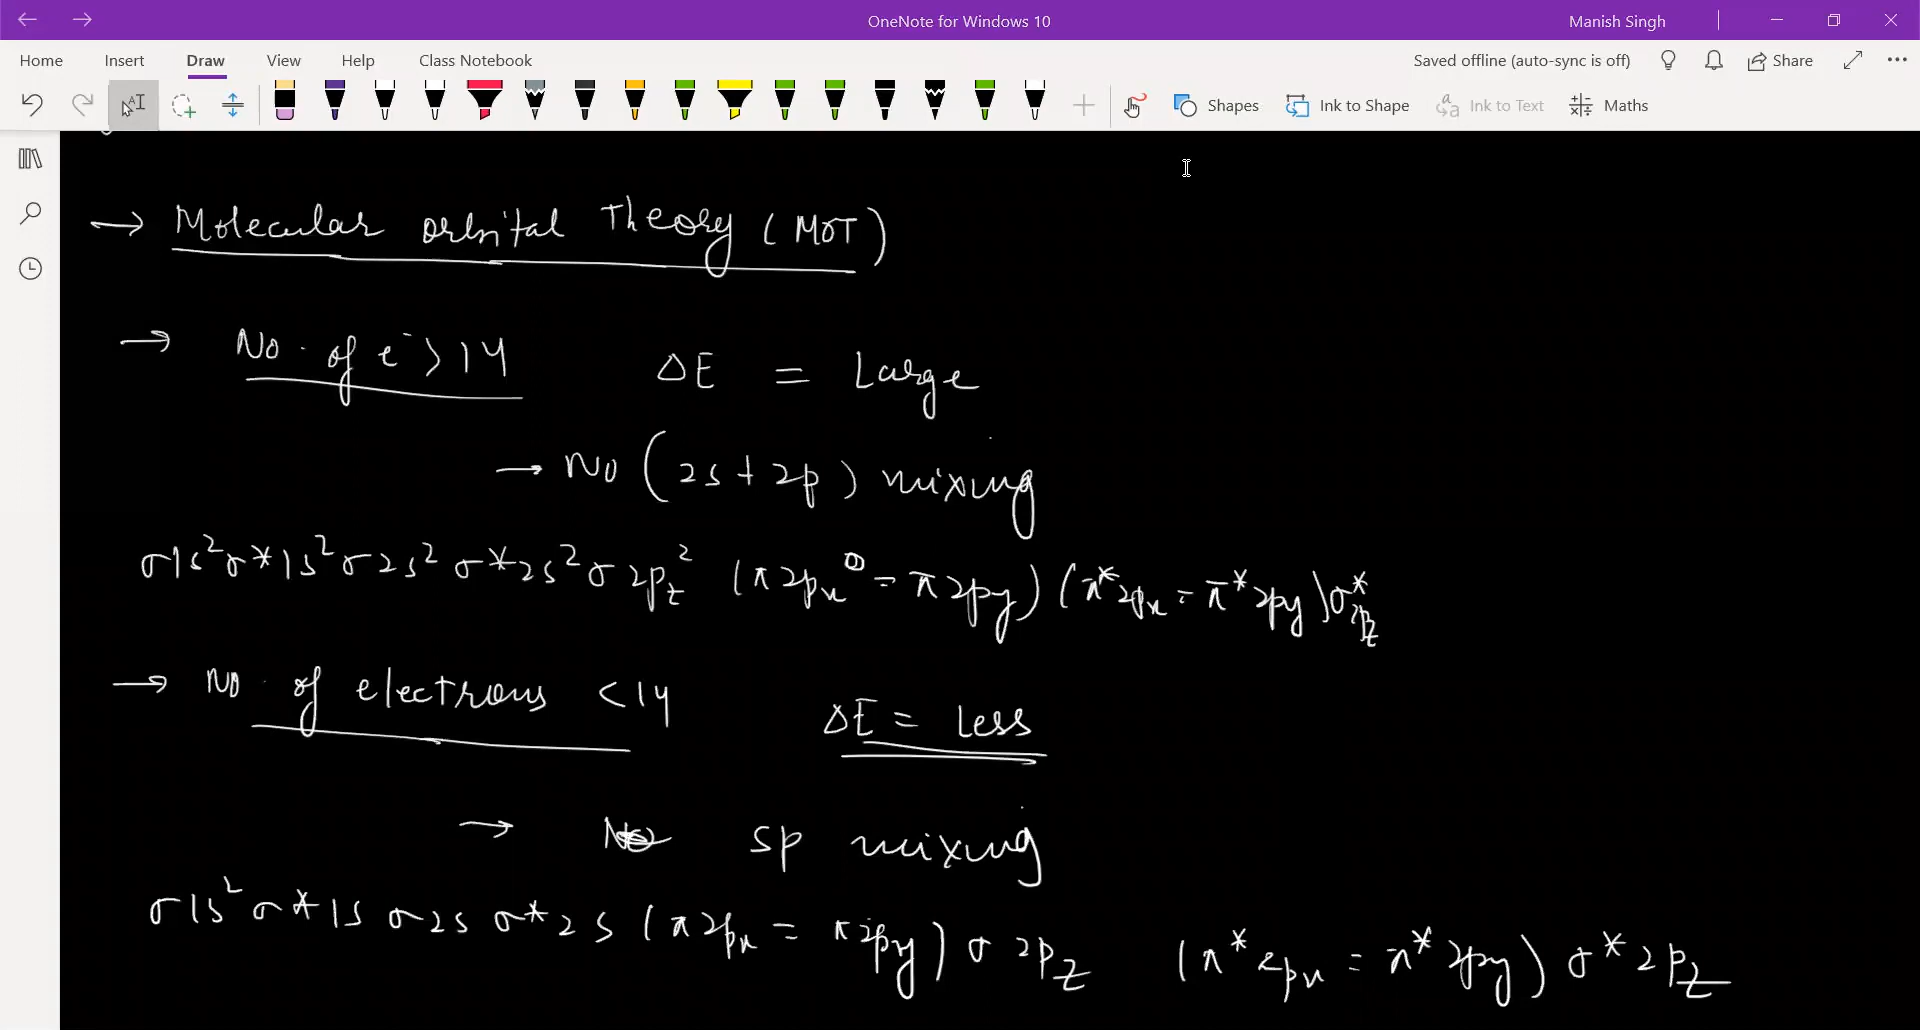 OneNote for Windows 10
Manish Singh
Home Insert Draw View Help Class Notebook
Saved offline (auto-sync is off) Share
Shapes Ink to Shape Ink to Text Maths
→ Molecular orbital Theory (MOT)
→ No. of e⁻ > 14 ΔE = Large
→ No (2s + 2p) mixing
σ1s² σ*1s² σ2s² σ*2s² σ2pz² (π2px = π2py) (π*2px = π*2py) σ*2pz
→ No. of electrons < 14 ΔE = Less
→ sp mixing
σ1s² σ*1s σ2s σ*2s (π2px = π2py) σ2pz (π*2px = π*2py) σ*2pz